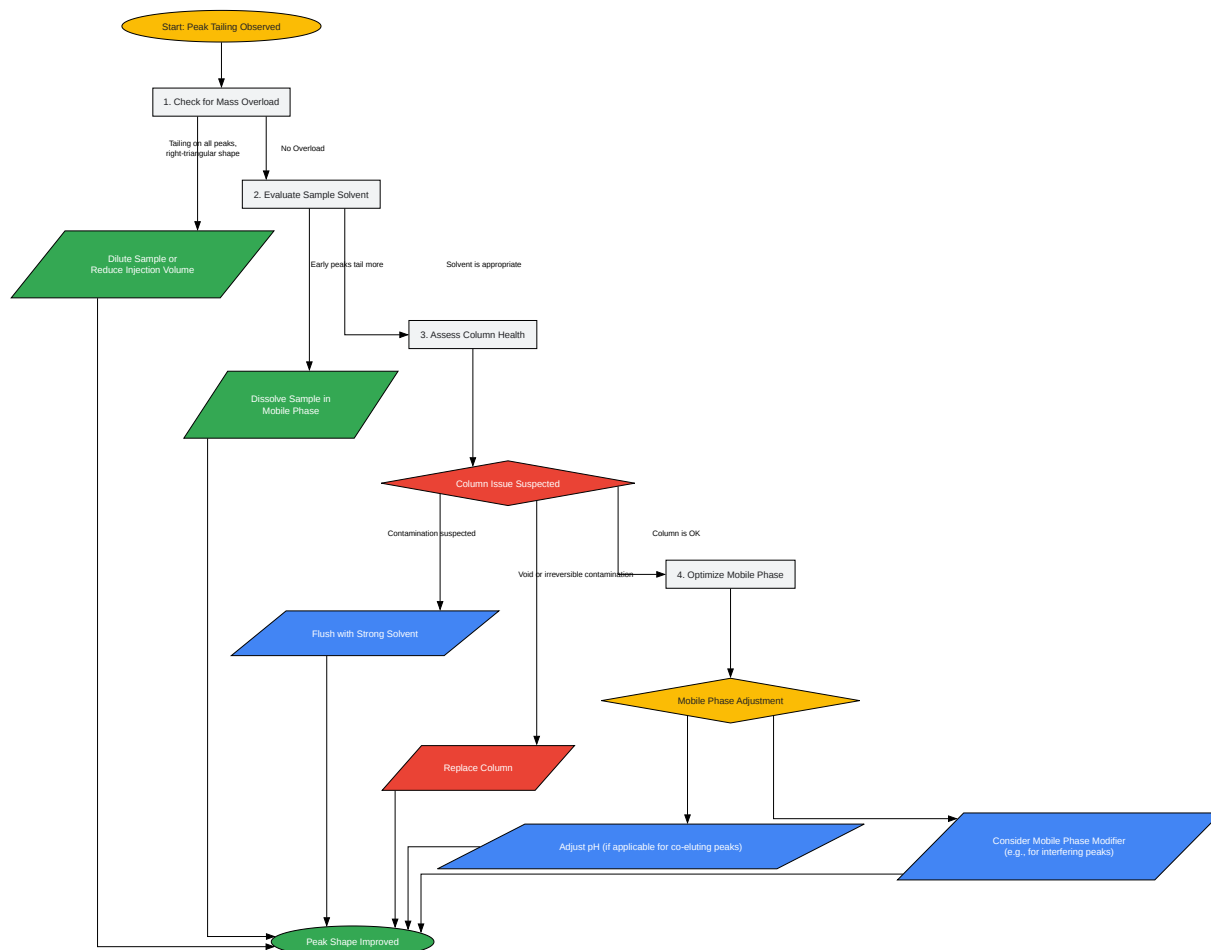 Start: Peak Tailing Observed
1. Check for Mass Overload
Tailing on all peaks,
right-triangular shape
No Overload
2. Evaluate Sample Solvent
Dilute Sample or
Reduce Injection Volume
Early peaks tail more
Solvent is appropriate
3. Assess Column Health
Dissolve Sample in
Mobile Phase
Column Issue Suspected
Contamination suspected
Column is OK
Void or irreversible contamination
4. Optimize Mobile Phase
Flush with Strong Solvent
Mobile Phase Adjustment
Replace Column
Adjust pH (if applicable for co-eluting peaks)
Consider Mobile Phase Modifier
(e.g., for interfering peaks)
Peak Shape Improved